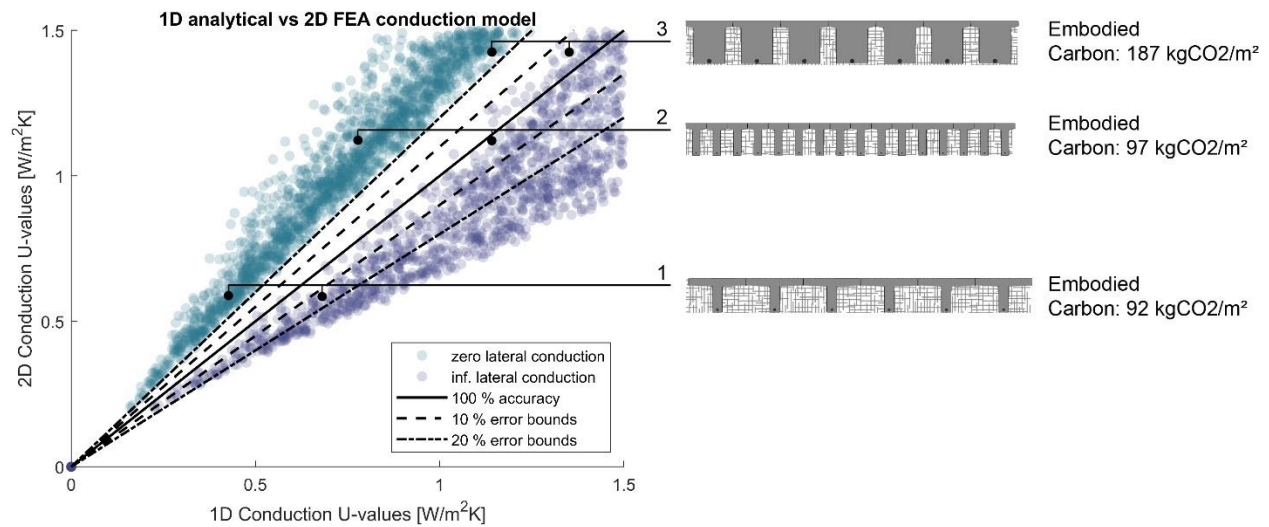 1D analytical vs 2D FEA conduction model
1.5
1
0.5
0
2D Conduction U-values [W/m²K]
0
0.5
1
1.5
1D Conduction U-values [W/m²K]
zero lateral conduction
inf. lateral conduction
100 % accuracy
10 % error bounds
20 % error bounds
3
Embodied
Carbon: 187 kgCO2/m²
2
Embodied
Carbon: 97 kgCO2/m²
1
Embodied
Carbon: 92 kgCO2/m²